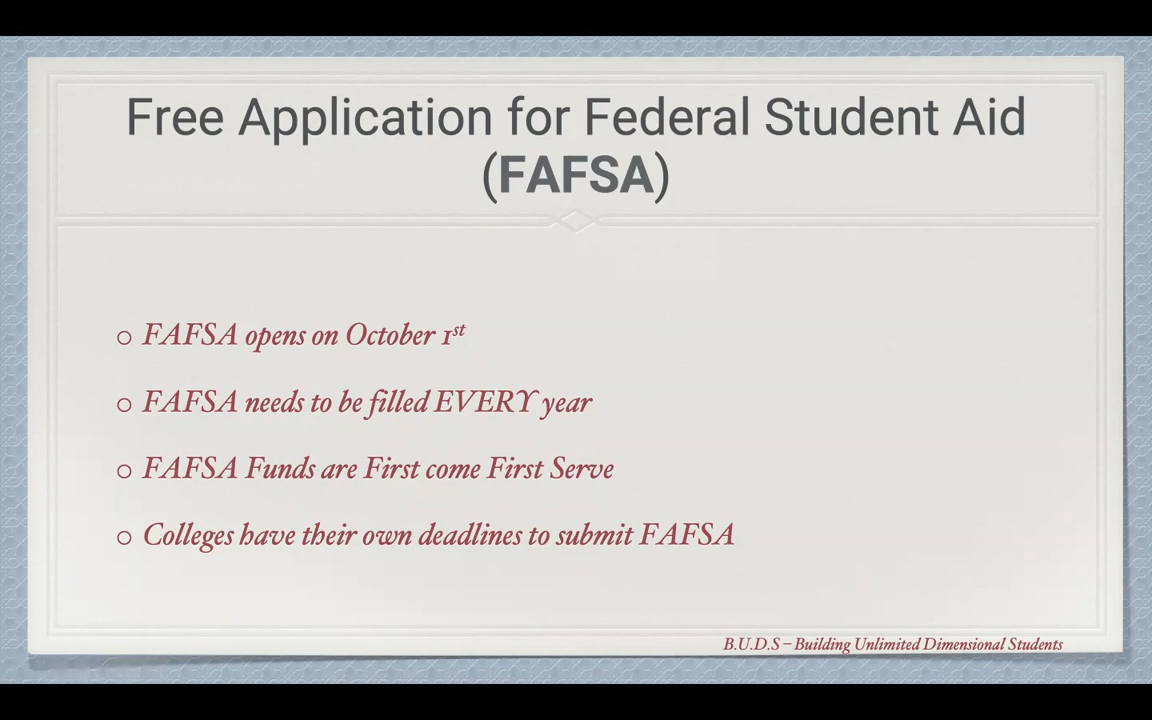 Free Application for Federal Student Aid
(FAFSA)
FAFSA opens on October 1st
FAFSA needs to be filled EVERY year
FAFSA Funds are First come First Serve
Colleges have their own deadlines to submit FAFSA
B.U.D.S – Building Unlimited Dimensional Students